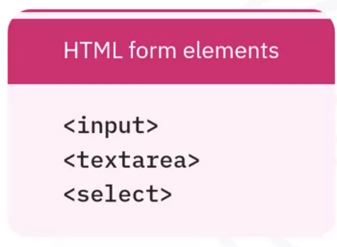 HTML form elements
<input>
<textarea>
<select>